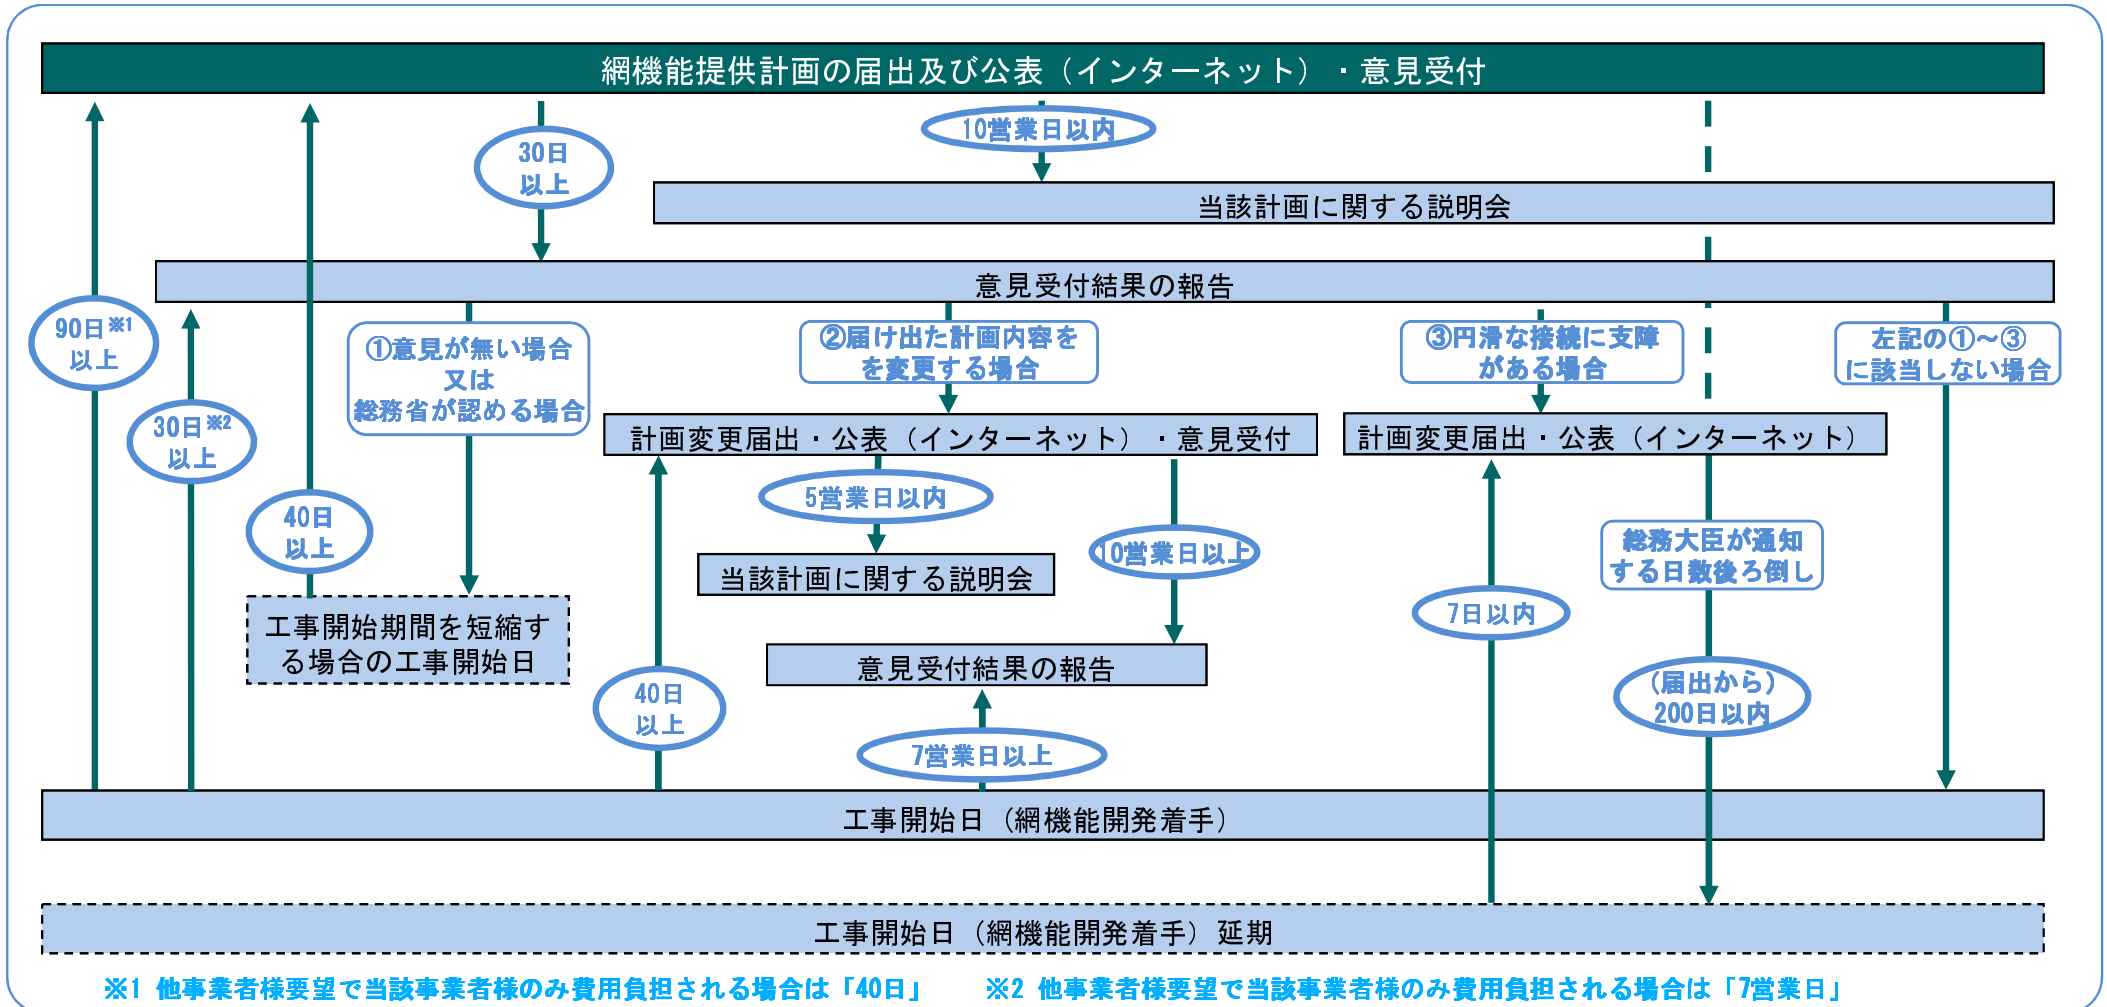 網機能提供計画の届出及び公表（インターネット）・意見受付
10営業日以内
30日
以上
当該計画に関する説明会
意見受付結果の報告
90日※1
以上
30日※2
以上
40日
以上
①意見が無い場合
又は
総務省が認める場合
②届け出た計画内容を
を変更する場合
③円滑な接続に支障
がある場合
左記の①～③
に該当しない場合
計画変更届出・公表（インターネット）・意見受付
計画変更届出・公表（インターネット）
5営業日以内
10営業日以上
総務大臣が通知
する日数後ろ倒し
当該計画に関する説明会
7日以内
工事開始期間を短縮す
る場合の工事開始日
意見受付結果の報告
40日
以上
（届出から）
200日以内
7営業日以上
工事開始日（網機能開発着手）
工事開始日（網機能開発着手）延期
※1 他事業者様要望で当該事業者様のみ費用負担される場合は「40日」
※2 他事業者様要望で当該事業者様のみ費用負担される場合は「7営業日」